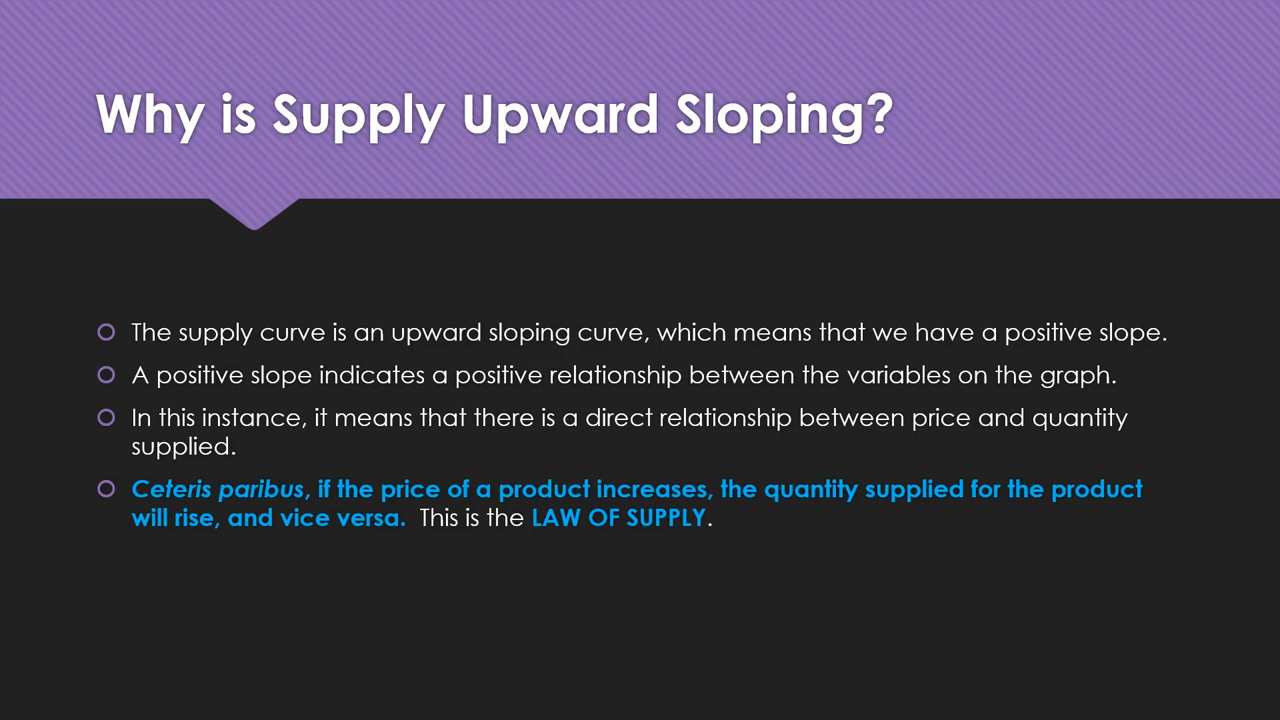 Why is Supply Upward Sloping?
The supply curve is an upward sloping curve, which means that we have a positive slope.
A positive slope indicates a positive relationship between the variables on the graph.
In this instance, it means that there is a direct relationship between price and quantity
supplied.
Ceteris paribus, if the price of a product increases, the quantity supplied for the product
will rise, and vice versa. This is the LAW OF SUPPLY.